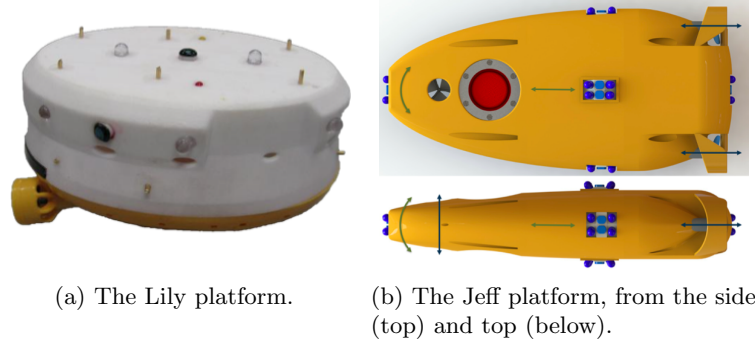 (a) The Lily platform.
(b) The Jeff platform, from the side
(top) and top (below).